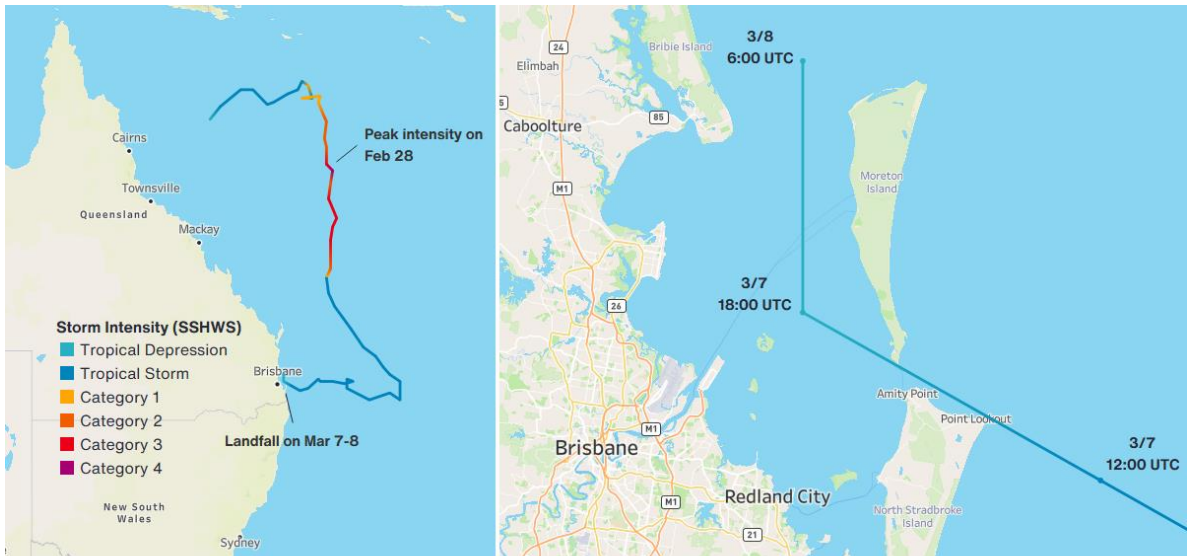 Cairns
Townsville
Queensland
Mackay
Peak intensity on
Feb 28
Storm Intensity (SSHWS)
Tropical Depression
Tropical Storm
Category 1
Category 2
Category 3
Category 4
Brisbane
Landfall on Mar 7-8
New South
Wales
Sydney
3/8
6:00 UTC
Bribie Island
24
Elimbah
5
Caboolture
85
M1
Moreton
Island
3/7
18:00 UTC
26
Amity Point
Point Lookout
M1
Brisbane
3/7
12:00 UTC
Redland City
M1
North Stradbroke
Island
21